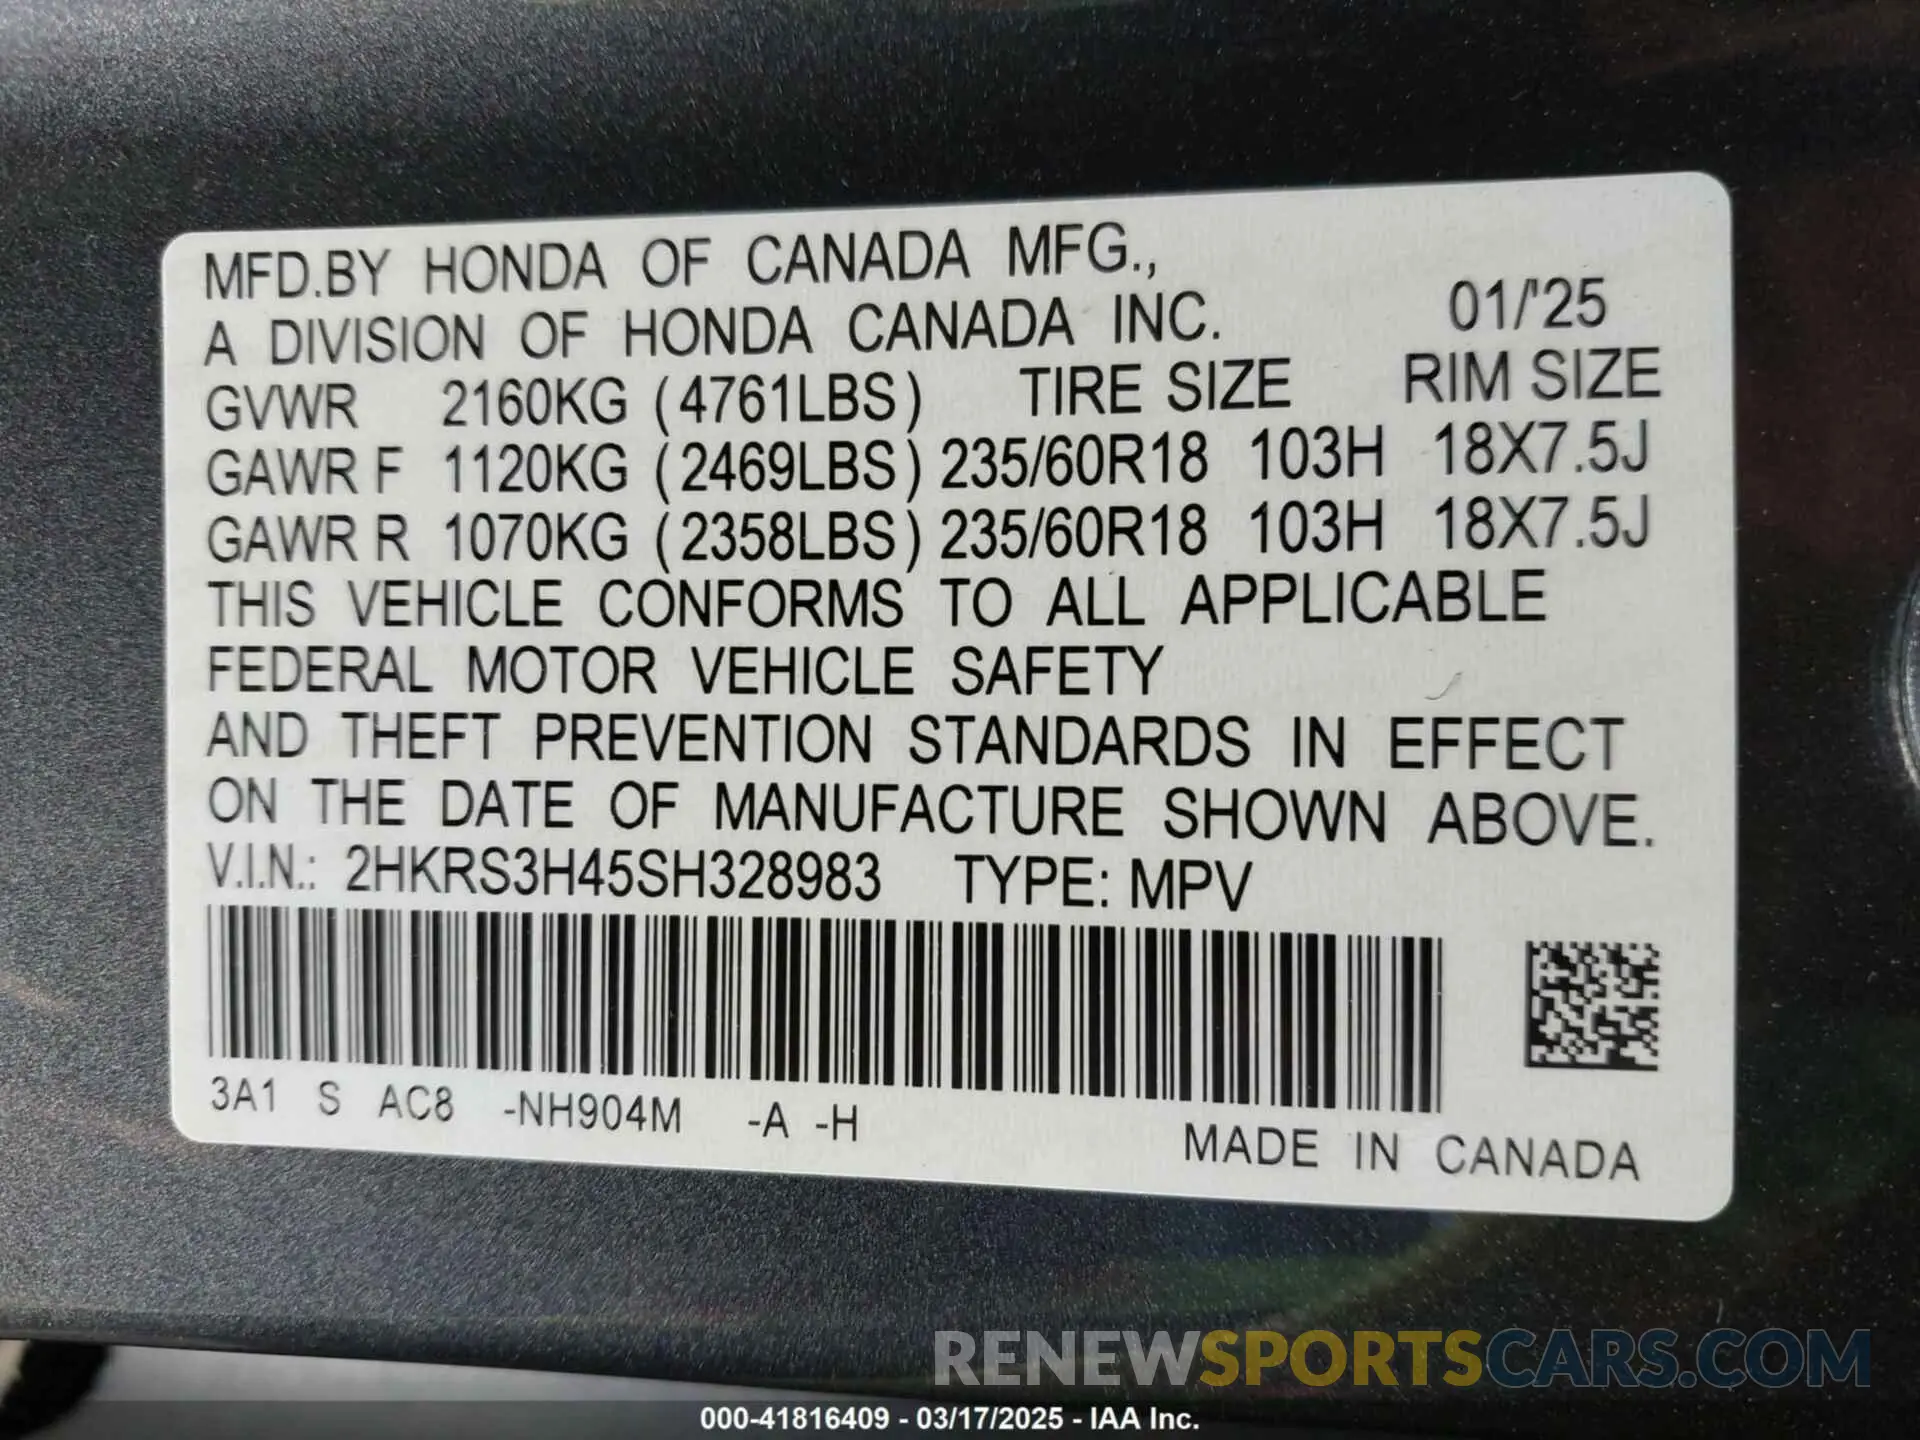 MFD.BY HONDA OF CANADA MFG.,
A DIVISION OF HONDA CANADA INC. 01/'25
GVWR 2160KG (4761LBS) TIRE SIZE RIM SIZE
GAWR F 1120KG (2469LBS) 235/60R18 103H 18X7.5J
GAWR R 1070KG (2358LBS) 235/60R18 103H 18X7.5J
THIS VEHICLE CONFORMS TO ALL APPLICABLE
FEDERAL MOTOR VEHICLE SAFETY
AND THEFT PREVENTION STANDARDS IN EFFECT
ON THE DATE OF MANUFACTURE SHOWN ABOVE.
V.I.N.: 2HKRS3H45SH328983 TYPE: MPV
3A1 S AC8 -NH904M -A -H
MADE IN CANADA
RENEWSPORTSCARS.COM
000-41816409 - 03/17/2025 - IAA Inc.